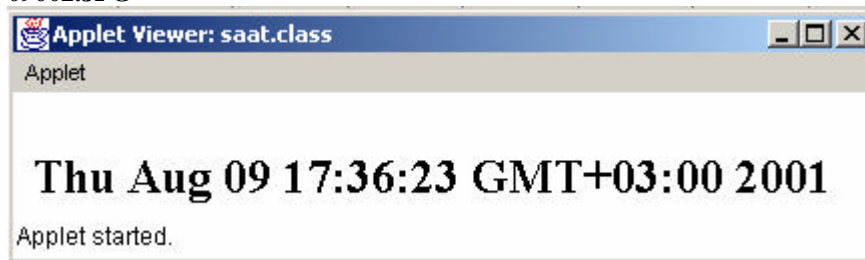 Applet Viewer: saat.class
Applet
Thu Aug 09 17:36:23 GMT+03:00 2001
Applet started.